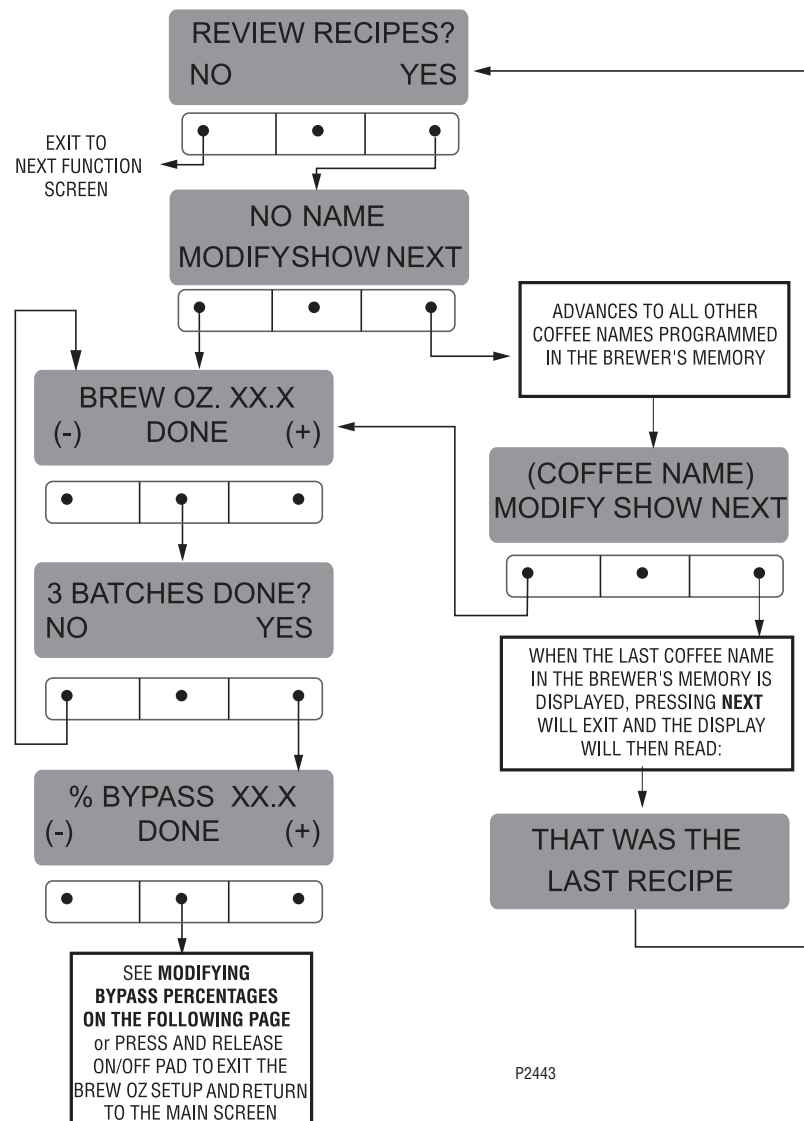 REVIEW RECIPES?
NO YES
EXIT TO
NEXT FUNCTION
SCREEN
NO NAME
MODIFYSHOW NEXT
ADVANCES TO ALL OTHER
COFFEE NAMES PROGRAMMED
IN THE BREWER'S MEMORY
BREW OZ. XX.X
(-) DONE (+)
(COFFEE NAME)
MODIFY SHOW NEXT
3 BATCHES DONE?
NO YES
WHEN THE LAST COFFEE NAME
IN THE BREWER'S MEMORY IS
DISPLAYED, PRESSING NEXT
WILL EXIT AND THE DISPLAY
WILL THEN READ:
% BYPASS XX.X
(-) DONE (+)
THAT WAS THE
LAST RECIPE
SEE MODIFYING
BYPASS PERCENTAGES
ON THE FOLLOWING PAGE
or PRESS AND RELEASE
ON/OFF PAD TO EXIT THE
BREW OZ SETUP AND RETURN
TO THE MAIN SCREEN
P2443